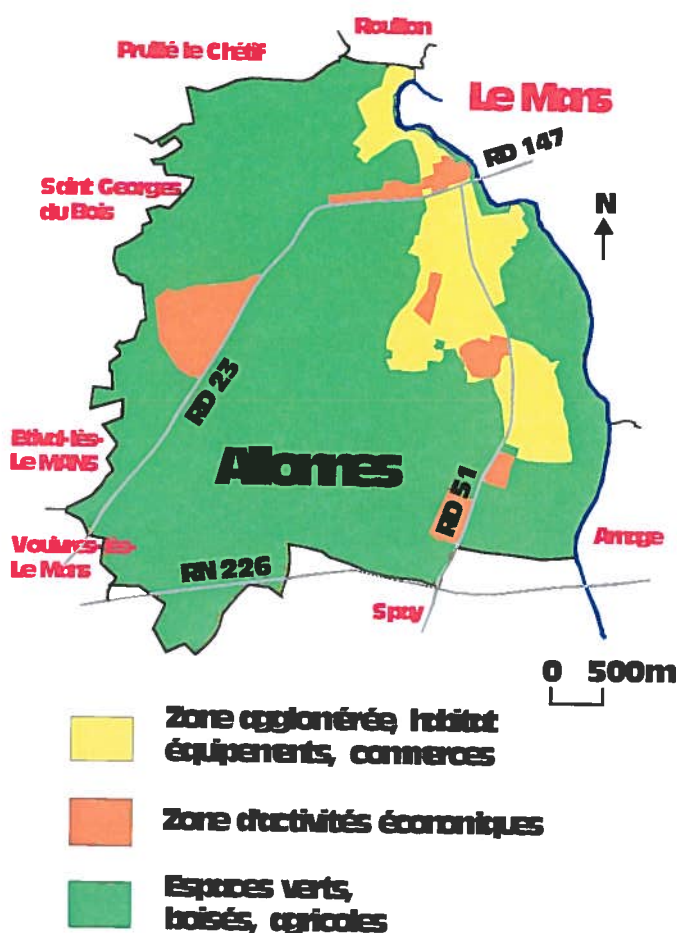 Rouillon
Pruillé le Chétif
Le Mans
RD 147
Saint Georges
du Bois
N
RD 23
Etival-lès-
Le MANS
Allonnes
RD 51
Voivres-lès-
Le Mans
RN 226
Arnage
Spay
0 500m
Zone agglomérée, habitat
équipements, commerces
Zone d'activités économiques
Espaces verts,
boisés, agricoles